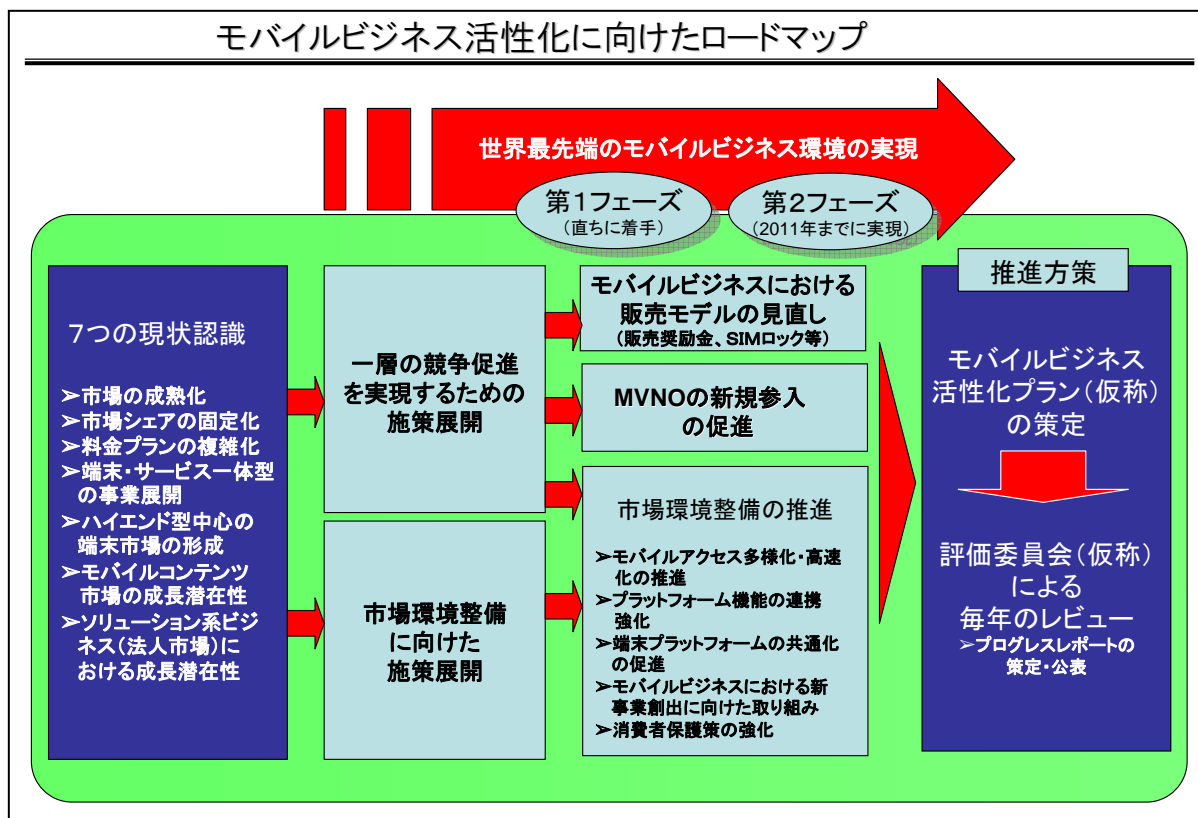 モバイルビジネス活性化に向けたロードマップ
世界最先端のモバイルビジネス環境の実現
第1フェーズ
(直ちに着手)
第2フェーズ
(2011年までに実現)
7つの現状認識
➢市場の成熟化
➢市場シェアの固定化
➢料金プランの複雑化
➢端末・サービス一体型
の事業展開
➢ハイエンド型中心の
端末市場の形成
➢モバイルコンテンツ
市場の成長潜在性
➢ソリューション系ビジ
ネス(法人市場)に
おける成長潜在性
一層の競争促進
を実現するための
施策展開
市場環境整備
に向けた
施策展開
モバイルビジネスにおける
販売モデルの見直し
(販売奨励金、SIMロック等)
MVNOの新規参入
の促進
市場環境整備の推進
➢モバイルアクセス多様化・高速
化の推進
➢プラットフォーム機能の連携
強化
➢端末プラットフォームの共通化
の促進
➢モバイルビジネスにおける新
事業創出に向けた取り組み
➢消費者保護策の強化
推進方策
モバイルビジネス
活性化プラン(仮称)
の策定
評価委員会(仮称)
による
毎年のレビュー
➢プログレスレポートの
策定・公表